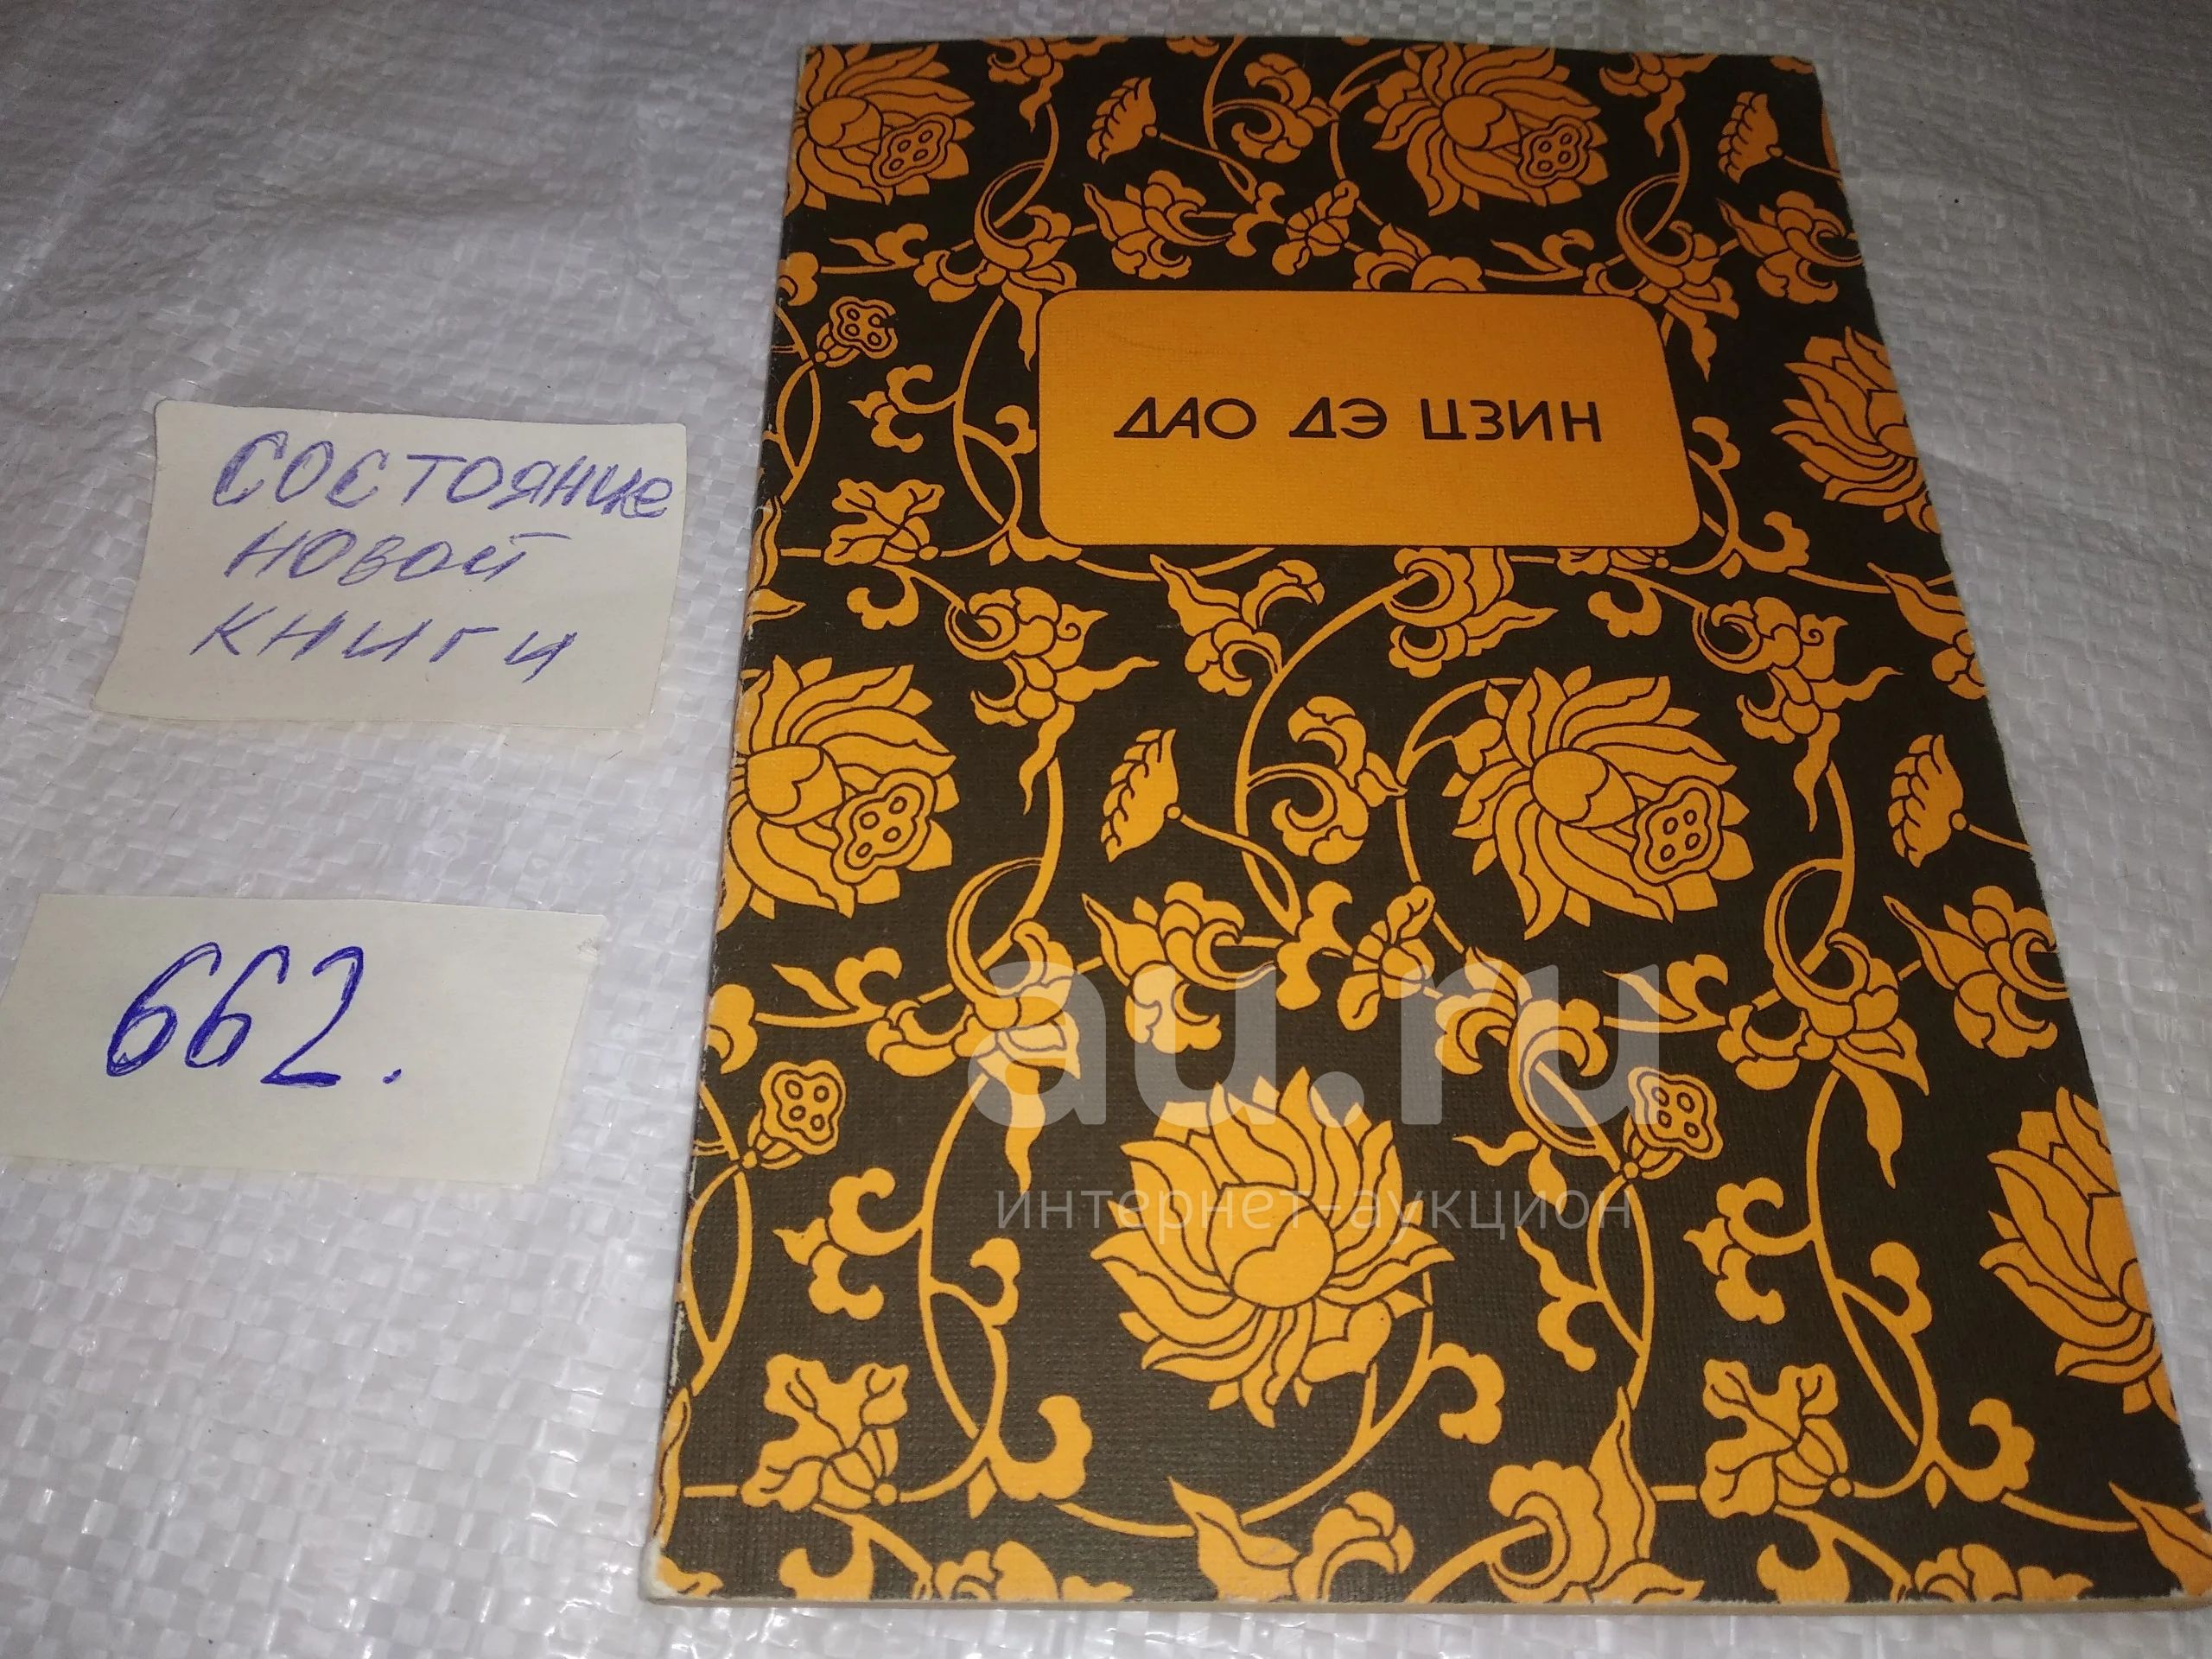 ДАО ДЭ ЦЗИН
СОСТОЯНИЕ
НОВОЙ
КНИГИ
662.
au.ru
интернет-аукцион